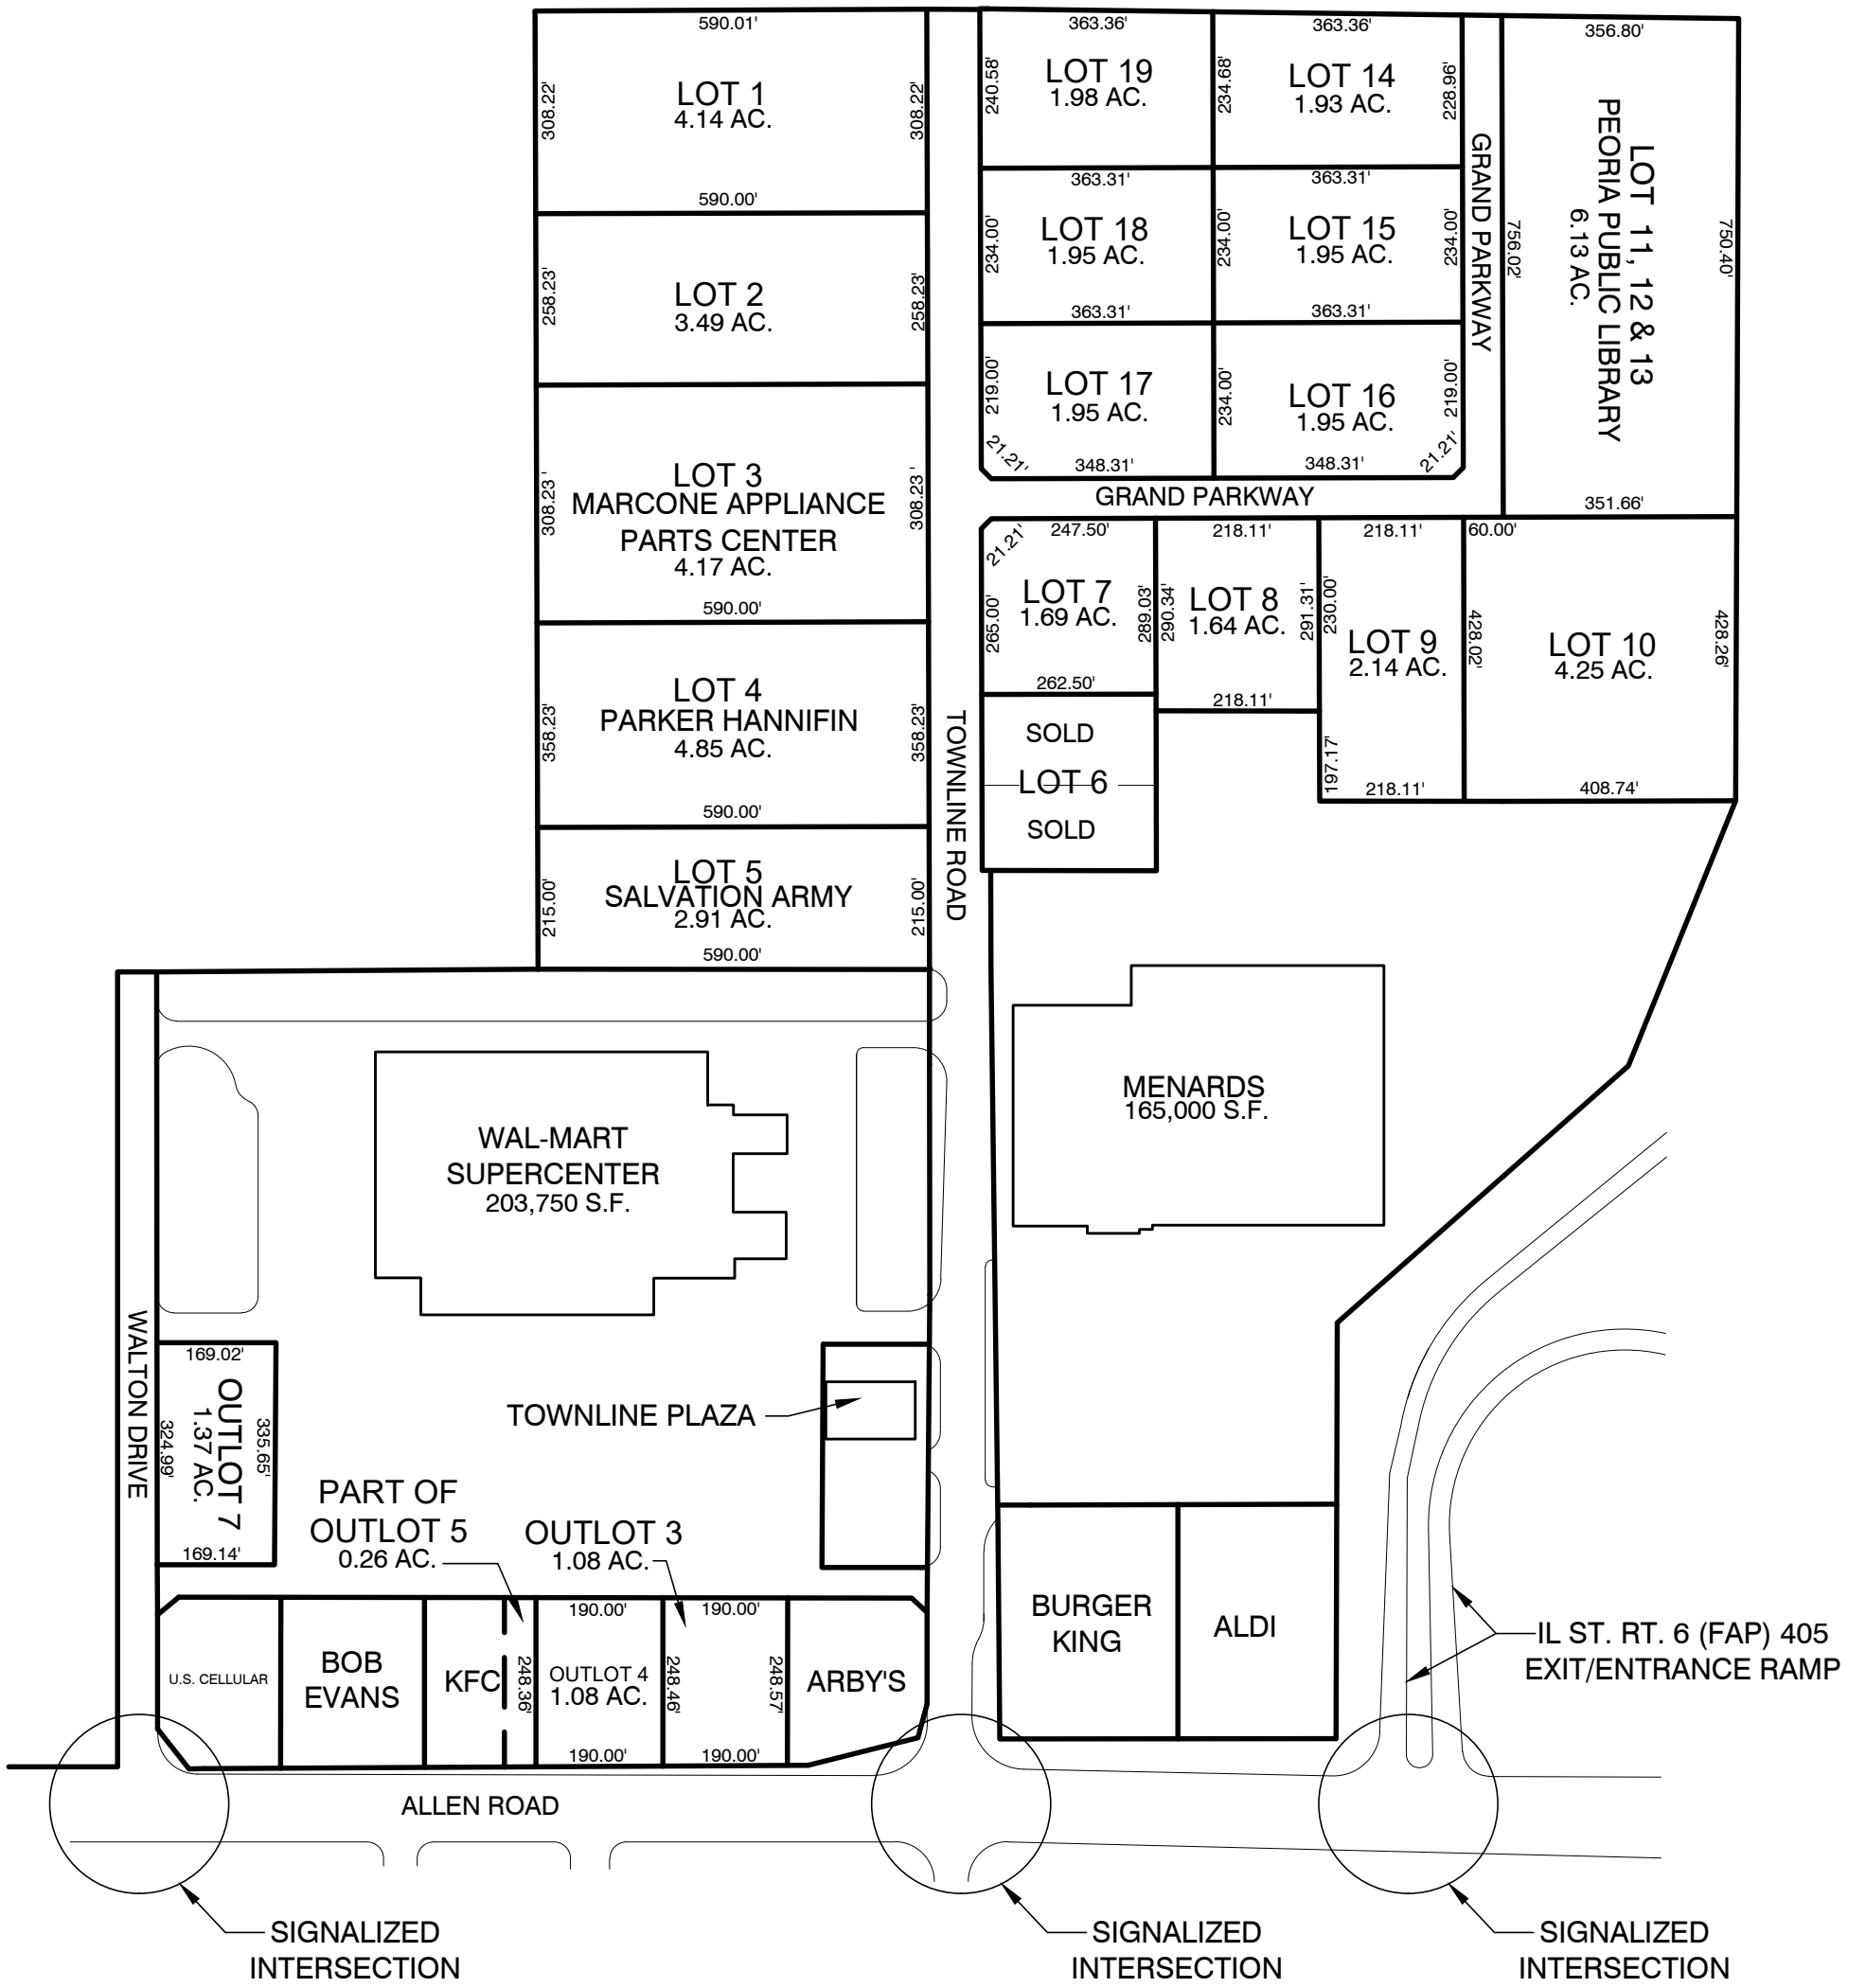 590.01'
308.22'
LOT 1
4.14 AC.
308.22'
590.00'
258.23'
LOT 2
3.49 AC.
258.23'
308.23'
LOT 3
MARCONE APPLIANCE
PARTS CENTER
4.17 AC.
308.23'
590.00'
358.23'
LOT 4
PARKER HANNIFIN
4.85 AC.
358.23'
590.00'
215.00'
LOT 5
SALVATION ARMY
2.91 AC.
215.00'
590.00'
363.36'
240.58'
LOT 19
1.98 AC.
234.68'
363.36'
LOT 14
1.93 AC.
228.96'
363.31'
234.00'
LOT 18
1.95 AC.
234.00'
363.31'
363.31'
LOT 15
1.95 AC.
234.00'
363.31'
219.00'
LOT 17
1.95 AC.
234.00'
21.21'
348.31'
LOT 16
1.95 AC.
219.00'
21.21'
348.31'
GRAND PARKWAY
GRAND PARKWAY
356.80'
756.02'
LOT 11, 12 & 13
PEORIA PUBLIC LIBRARY
6.13 AC.
750.40'
351.66'
21.21'
247.50'
265.00'
LOT 7
1.69 AC.
289.03'
262.50'
218.11'
290.34'
LOT 8
1.64 AC.
291.31'
218.11'
218.11'
230.00'
LOT 9
2.14 AC.
197.17'
218.11'
60.00'
428.02'
LOT 10
4.25 AC.
428.26'
408.74'
SOLD
LOT 6
SOLD
TOWNLINE ROAD
WAL-MART
SUPERCENTER
203,750 S.F.
MENARDS
165,000 S.F.
WALTON DRIVE
169.02'
324.99'
OUTLOT 7
1.37 AC.
335.65'
169.14'
TOWNLINE PLAZA
PART OF
OUTLOT 5
0.26 AC.
OUTLOT 3
1.08 AC.
U.S. CELLULAR
BOB
EVANS
KFC
248.36'
190.00'
OUTLOT 4
1.08 AC.
190.00'
248.46'
190.00'
248.57'
190.00'
ARBY'S
BURGER
KING
ALDI
IL ST. RT. 6 (FAP) 405
EXIT/ENTRANCE RAMP
ALLEN ROAD
SIGNALIZED
INTERSECTION
SIGNALIZED
INTERSECTION
SIGNALIZED
INTERSECTION